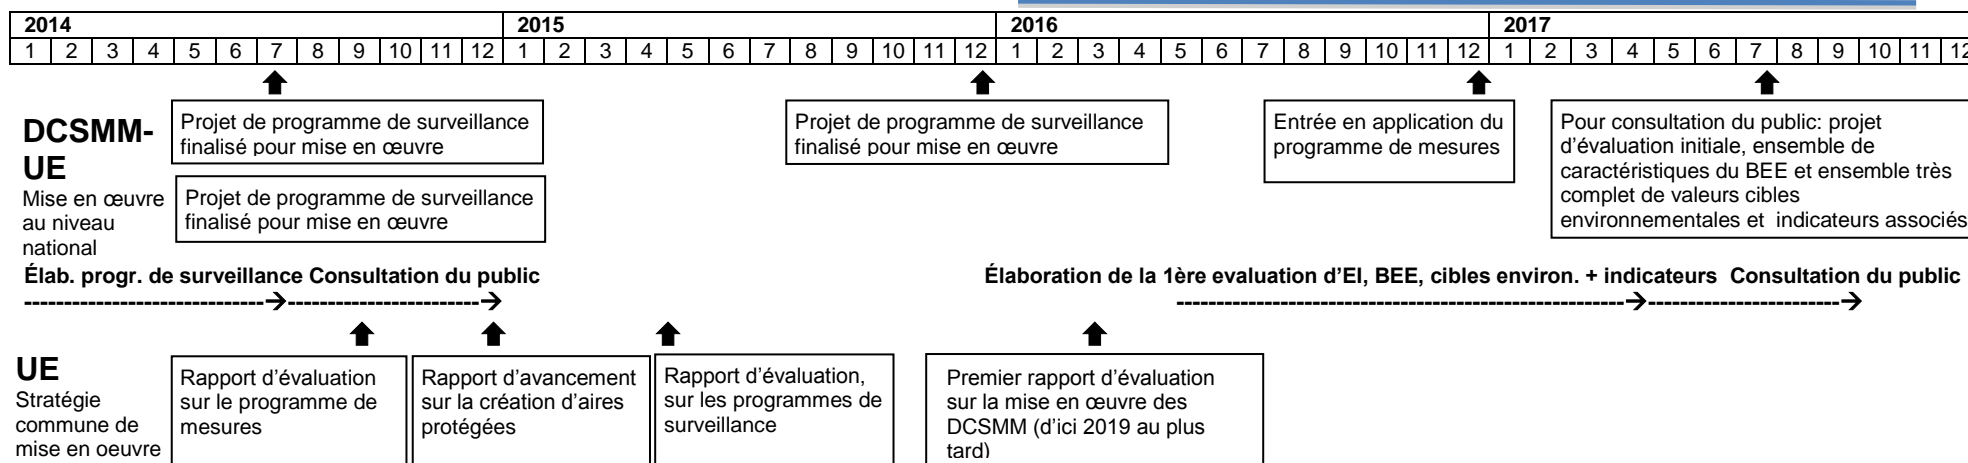 2014 2015 2016 2017
1 2 3 4 5 6 7 8 9 10 11 12 1 2 3 4 5 6 7 8 9 10 11 12 1 2 3 4 5 6 7 8 9 10 11 12 1 2 3 4 5 6 7 8 9 10 11 12
DCSMM-
UE
Mise en œuvre
au niveau
national
Projet de programme de surveillance
finalisé pour mise en œuvre
Projet de programme de surveillance
finalisé pour mise en œuvre
Projet de programme de surveillance
finalisé pour mise en œuvre
Entrée en application du
programme de mesures
Pour consultation du public: projet
d’évaluation initiale, ensemble de
caractéristiques du BEE et ensemble très
complet de valeurs cibles
environnementales et indicateurs associés
Élab. progr. de surveillance Consultation du public
Élaboration de la 1ère evaluation d’EI, BEE, cibles environ. + indicateurs Consultation du public
UE
Stratégie
commune de
mise en oeuvre
Rapport d’évaluation
sur le programme de
mesures
Rapport d’avancement
sur la création d’aires
protégées
Rapport d’évaluation,
sur les programmes de
surveillance
Premier rapport d’évaluation
sur la mise en œuvre des
DCSMM (d’ici 2019 au plus
tard)